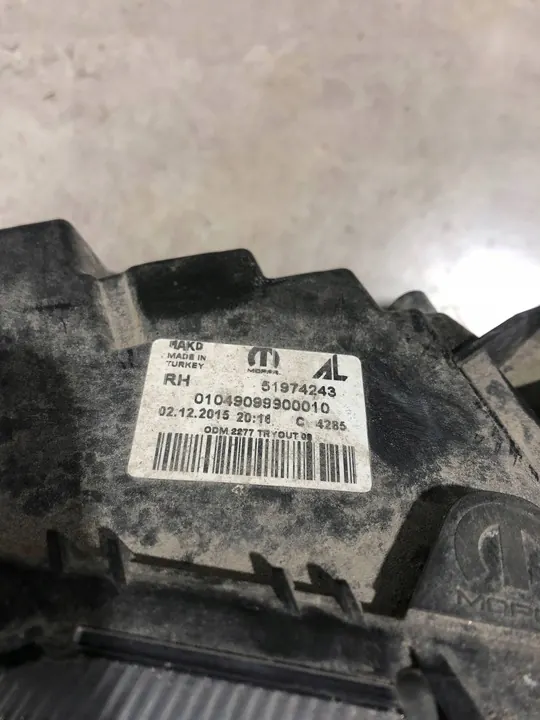 MAKO
MADE IN
TURKEY
MOPAR
AL
RH
51974243
01049099900010
02.12.2015 20:16 C 4285
ODM 2277 TRYOUT 08
MOPAR